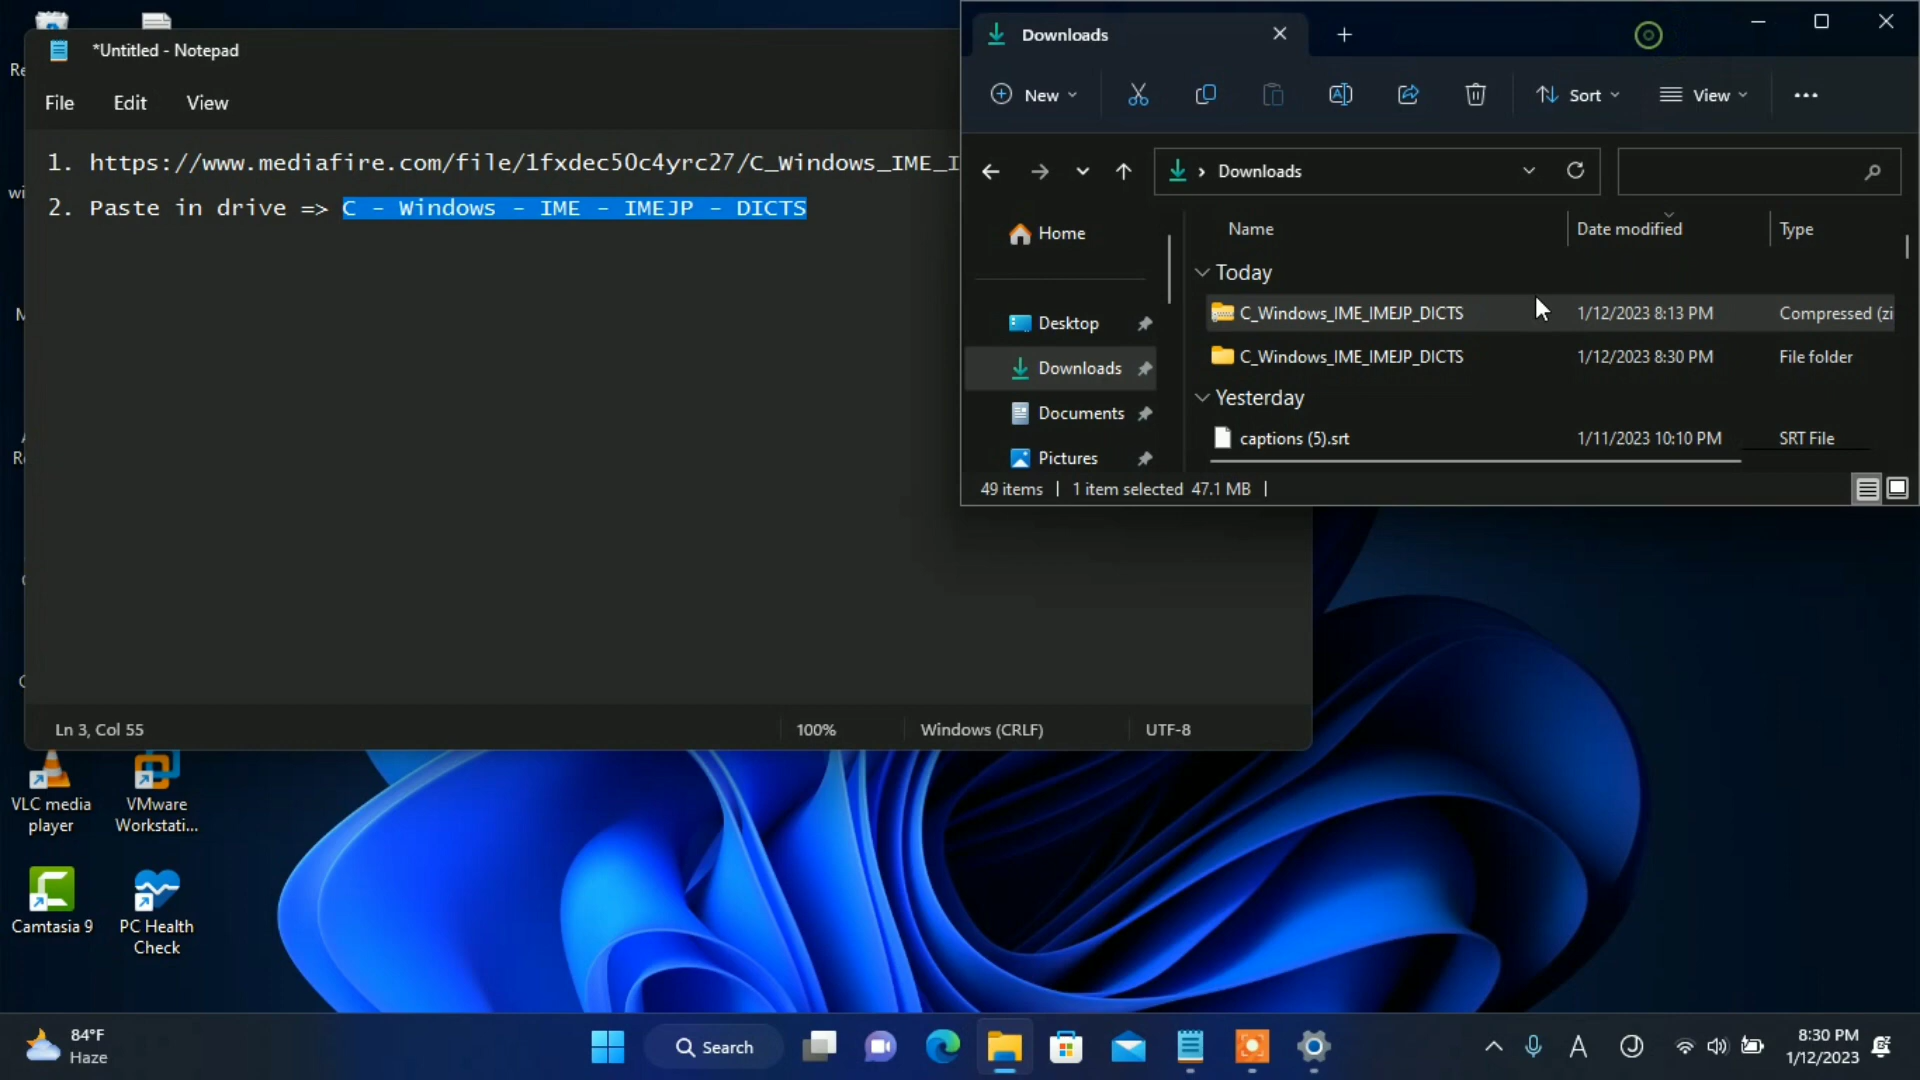 *Untitled - Notepad
File Edit View
1. https://www.mediafire.com/file/1fxdec50c4yrc27/C_Windows_IME_I
2. Paste in drive => C - Windows - IME - IMEJP - DICTS
Ln 3, Col 55 100% Windows (CRLF) UTF-8
Downloads
New Sort View
Downloads
Name Date modified Type
Home
Desktop
Downloads
Documents
Pictures
Today
C_Windows_IME_IMEJP_DICTS 1/12/2023 8:13 PM Compressed (zi
C_Windows_IME_IMEJP_DICTS 1/12/2023 8:30 PM File folder
Yesterday
captions (5).srt 1/11/2023 10:10 PM SRT File
49 items 1 item selected 47.1 MB
VLC media
player
VMware
Workstati...
Camtasia 9
PC Health
Check
84°F
Haze
Search
8:30 PM
1/12/2023